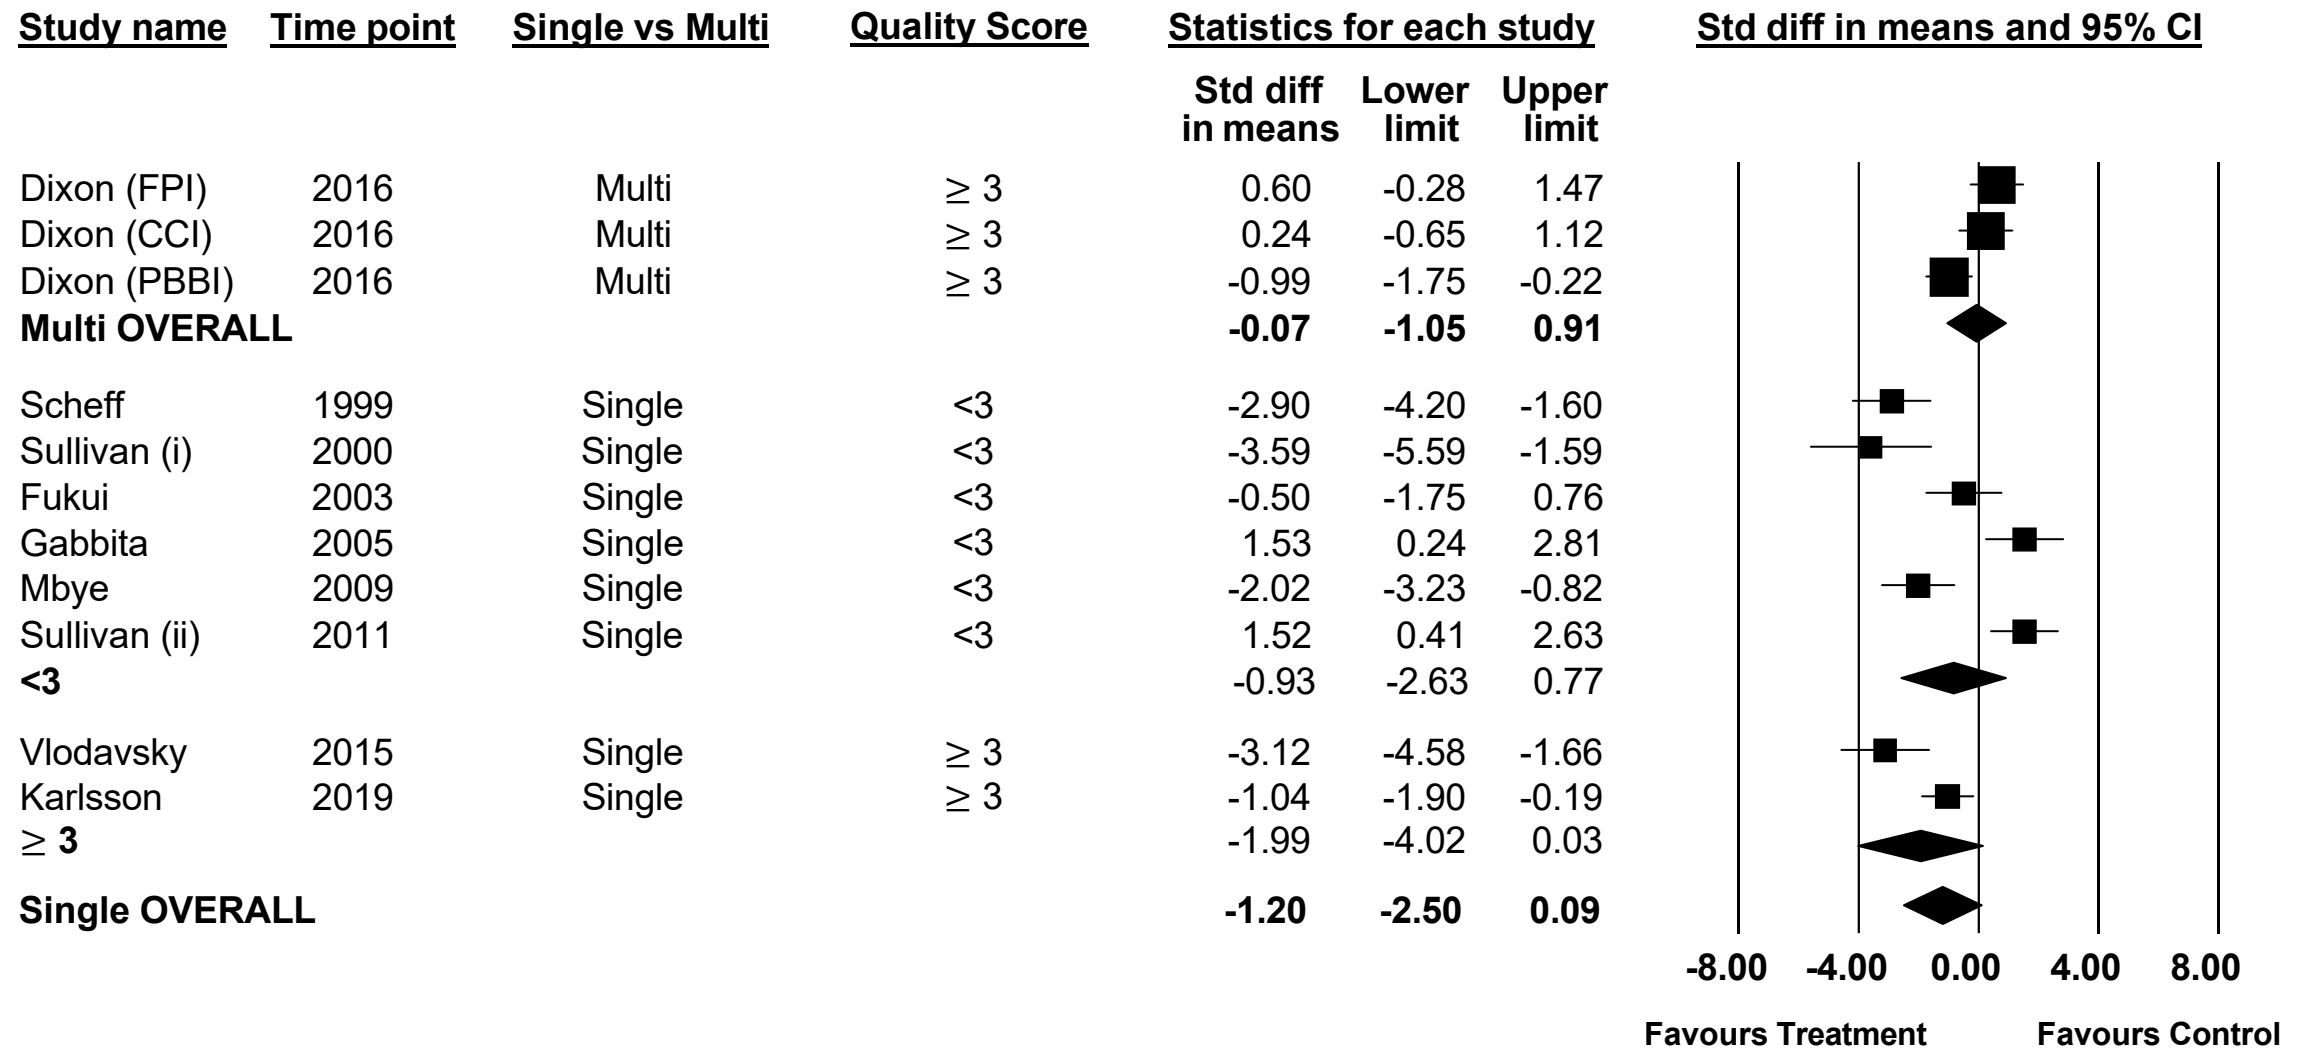 Study name Time point Single vs Multi Quality Score Statistics for each study Std diff in means and 95% CI
Std diff Lower Upper
in means limit limit
Dixon (FPI) 2016 Multi ≥ 3 0.60 -0.28 1.47
Dixon (CCI) 2016 Multi ≥ 3 0.24 -0.65 1.12
Dixon (PBBI) 2016 Multi ≥ 3 -0.99 -1.75 -0.22
Multi OVERALL -0.07 -1.05 0.91
Scheff 1999 Single <3 -2.90 -4.20 -1.60
Sullivan (i) 2000 Single <3 -3.59 -5.59 -1.59
Fukui 2003 Single <3 -0.50 -1.75 0.76
Gabbita 2005 Single <3 1.53 0.24 2.81
Mbye 2009 Single <3 -2.02 -3.23 -0.82
Sullivan (ii) 2011 Single <3 1.52 0.41 2.63
<3 -0.93 -2.63 0.77
Vlodavsky 2015 Single ≥ 3 -3.12 -4.58 -1.66
Karlsson 2019 Single ≥ 3 -1.04 -1.90 -0.19
≥ 3 -1.99 -4.02 0.03
Single OVERALL -1.20 -2.50 0.09
-8.00 -4.00 0.00 4.00 8.00
Favours Treatment Favours Control